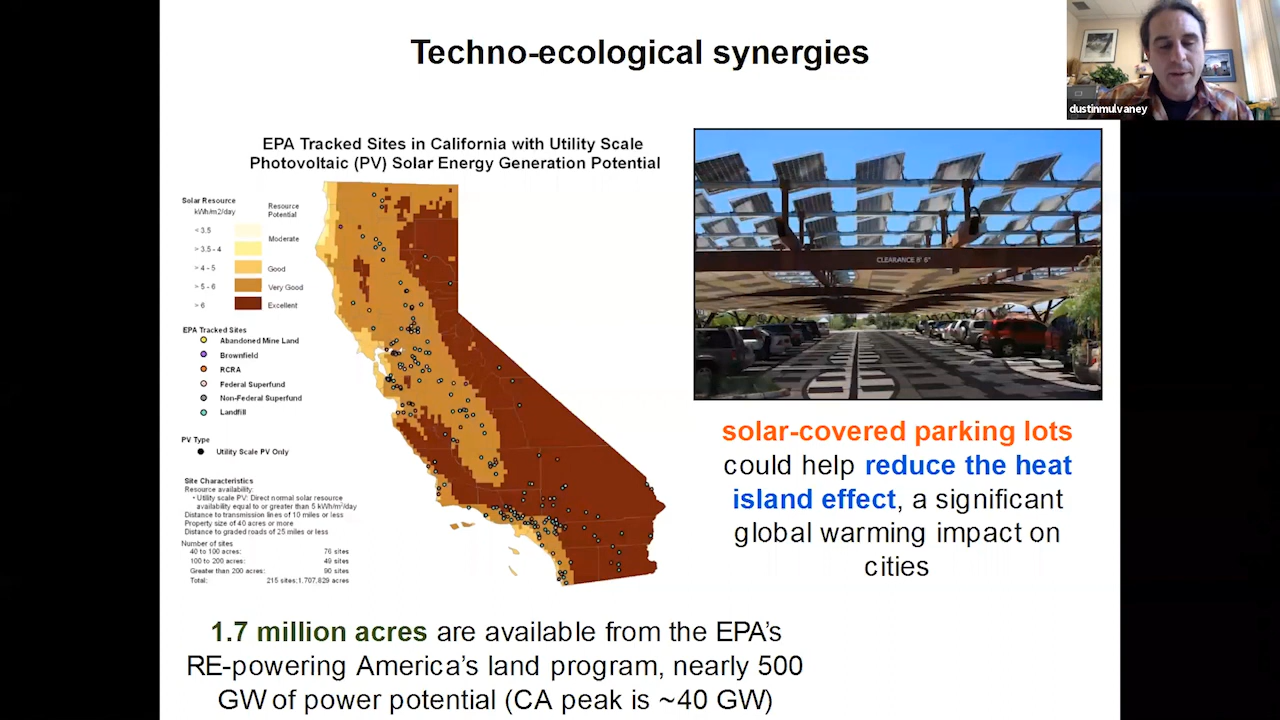 Techno-ecological synergies
dustinmulvaney
EPA Tracked Sites in California with Utility Scale
Photovoltaic (PV) Solar Energy Generation Potential
Solar Resource
kWh/m2/day
Resource
Potential
< 3.5
> 3.5 - 4
Moderate
> 4 - 5
Good
> 5 - 6
Very Good
> 6
Excellent
EPA Tracked Sites
Abandoned Mine Land
Brownfield
RCRA
Federal Superfund
Non-Federal Superfund
Landfill
PV Type
Utility Scale PV Only
Site Characteristics
Resource availability:
• Utility scale PV: Direct normal solar resource
availability equal to or greater than 5 kWh/m²/day
Distance to transmission lines of 10 miles or less
Property size of 40 acres or more
Distance to graded roads of 25 miles or less
Number of sites
40 to 100 acres: 76 sites
100 to 200 acres: 49 sites
Greater than 200 acres: 90 sites
Total: 215 sites; 1,707,829 acres
CLEARANCE 8' 6"
solar-covered parking lots
could help reduce the heat
island effect, a significant
global warming impact on
cities
1.7 million acres are available from the EPA's
RE-powering America's land program, nearly 500
GW of power potential (CA peak is ~40 GW)